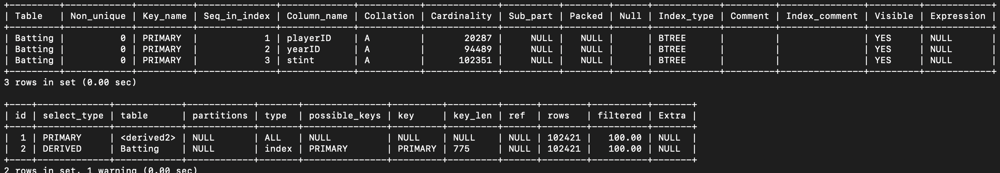 +---------+------------+----------+--------------+-------------+-----------+-------------+----------+--------+------+------------+---------+---------------+---------+------------+
| Table   | Non_unique | Key_name | Seq_in_index | Column_name | Collation | Cardinality | Sub_part | Packed | Null | Index_type | Comment | Index_comment | Visible | Expression |
+---------+------------+----------+--------------+-------------+-----------+-------------+----------+--------+------+------------+---------+---------------+---------+------------+
| Batting |          0 | PRIMARY  |            1 | playerID    | A         |       20287 |     NULL |   NULL |      | BTREE      |         |               | YES     | NULL       |
| Batting |          0 | PRIMARY  |            2 | yearID      | A         |       94489 |     NULL |   NULL |      | BTREE      |         |               | YES     | NULL       |
| Batting |          0 | PRIMARY  |            3 | stint       | A         |      102351 |     NULL |   NULL |      | BTREE      |         |               | YES     | NULL       |
+---------+------------+----------+--------------+-------------+-----------+-------------+----------+--------+------+------------+---------+---------------+---------+------------+
3 rows in set (0.00 sec)
+----+-------------+------------+------------+-------+---------------+---------+---------+------+--------+----------+-------+
| id | select_type | table      | partitions | type  | possible_keys | key     | key_len | ref  | rows   | filtered | Extra |
+----+-------------+------------+------------+-------+---------------+---------+---------+------+--------+----------+-------+
|  1 | PRIMARY     | <derived2> | NULL       | ALL   | NULL          | NULL    | NULL    | NULL | 102421 |   100.00 | NULL  |
|  2 | DERIVED     | Batting    | NULL       | index | PRIMARY       | PRIMARY | 775     | NULL | 102421 |   100.00 | NULL  |
+----+-------------+------------+------------+-------+---------------+---------+---------+------+--------+----------+-------+
2 rows in set, 1 warning (0.00 sec)